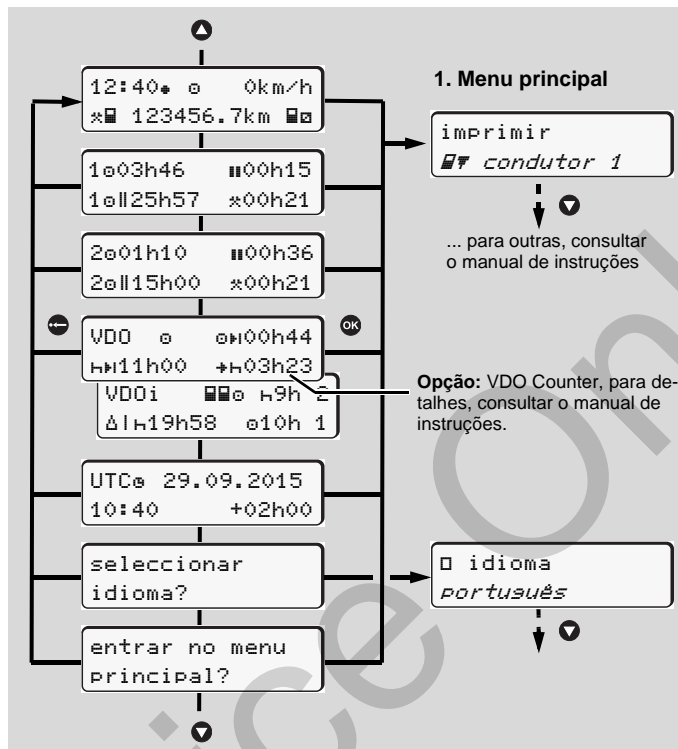 12:40● ⊙ 0km/h
123456.7km
1⊙03h46 00h15
1⊙||25h57 00h21
2⊙01h10 00h36
2⊙||15h00 00h21
OK
VDO ⊙ ⊙00h44
11h00 03h23
VDOi ⊙ 9h 2
19h58 ⊙10h 1
UTC 29.09.2015
10:40 +02h00
seleccionar
idioma?
entrar no menu
principal?
1. Menu principal
imprimir
condutor 1
... para outras, consultar
o manual de instruções
Opção: VDO Counter, para de-
talhes, consultar o manual de
instruções.
idioma
português